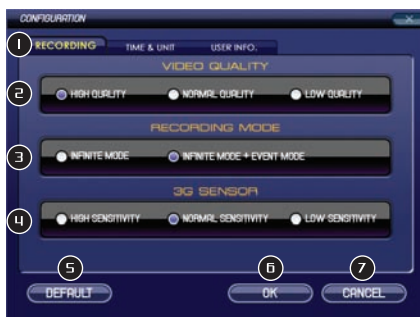 CONFIGURATION
1 RECORDING TIME & UNIT USER INFO.
VIDEO QUALITY
2 HIGH QUALITY NORMAL QUALITY LOW QUALITY
RECORDING MODE
3 INFINITE MODE INFINITE MODE + EVENT MODE
3G SENSOR
4 HIGH SENSITIVITY NORMAL SENSITIVITY LOW SENSITIVITY
5 6 7
DEFAULT OK CANCEL